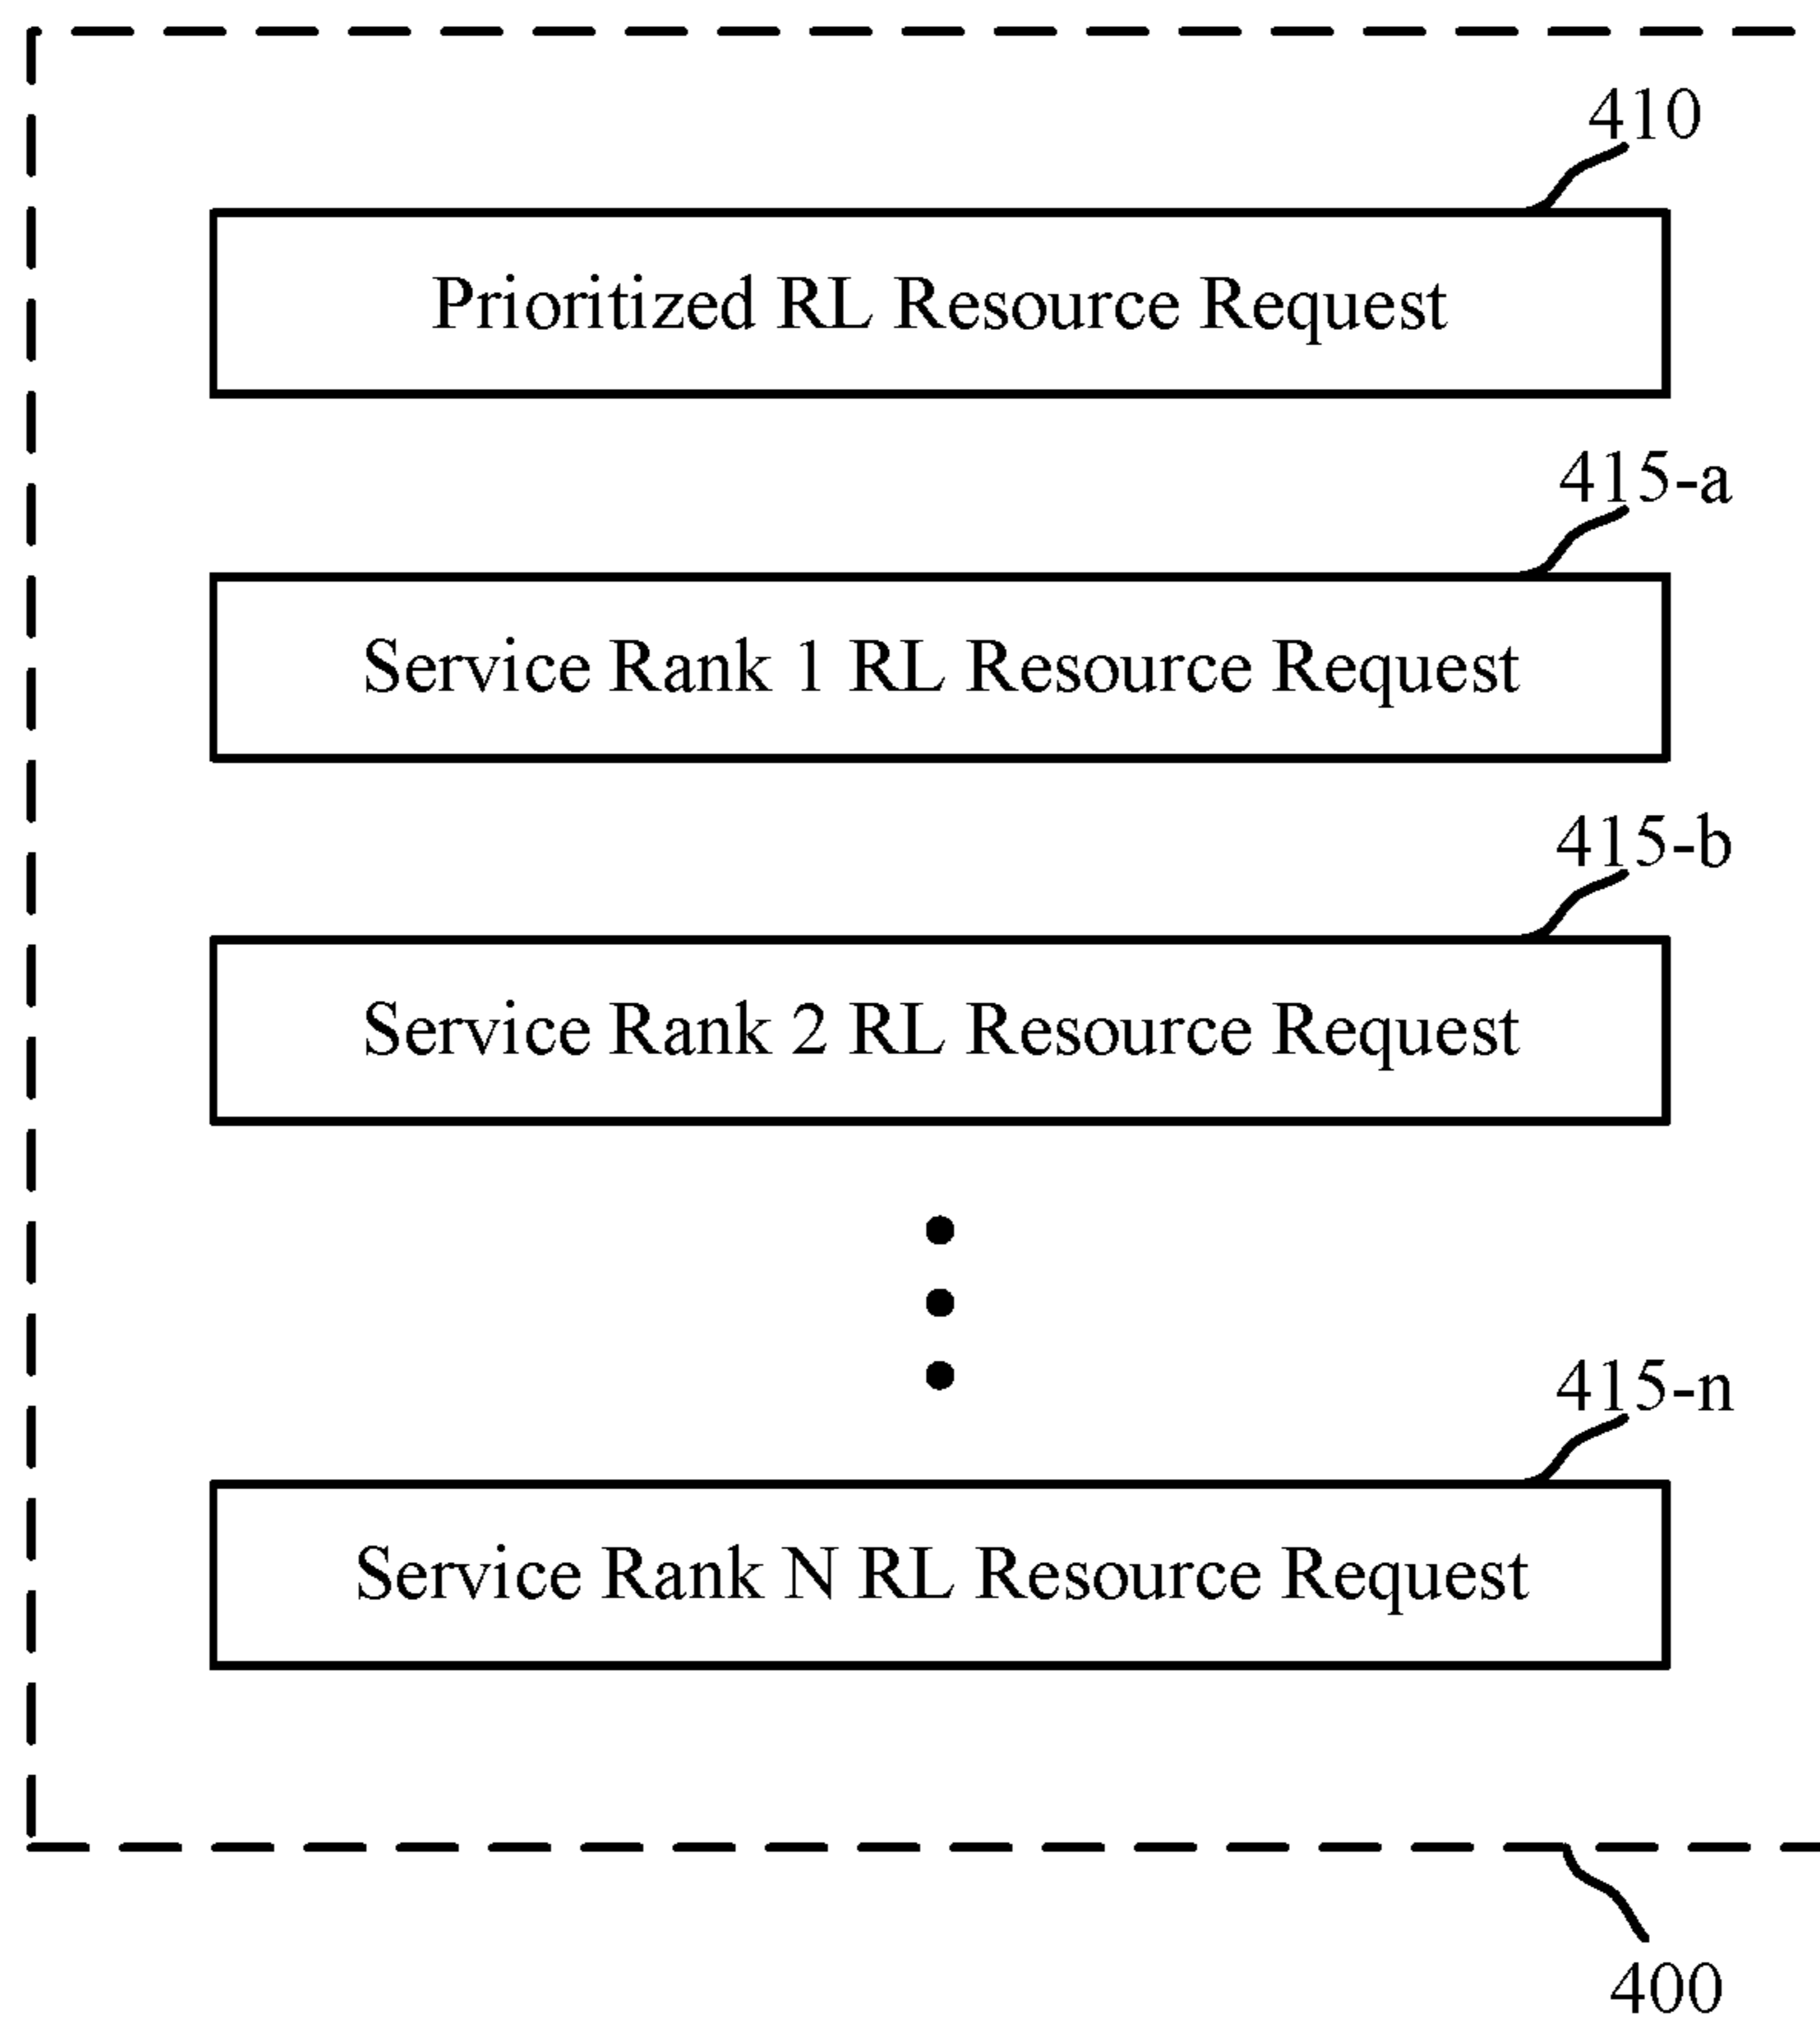 410
Prioritized RL Resource Request
415-a
Service Rank 1 RL Resource Request
415-b
Service Rank 2 RL Resource Request
415-n
Service Rank N RL Resource Request
400